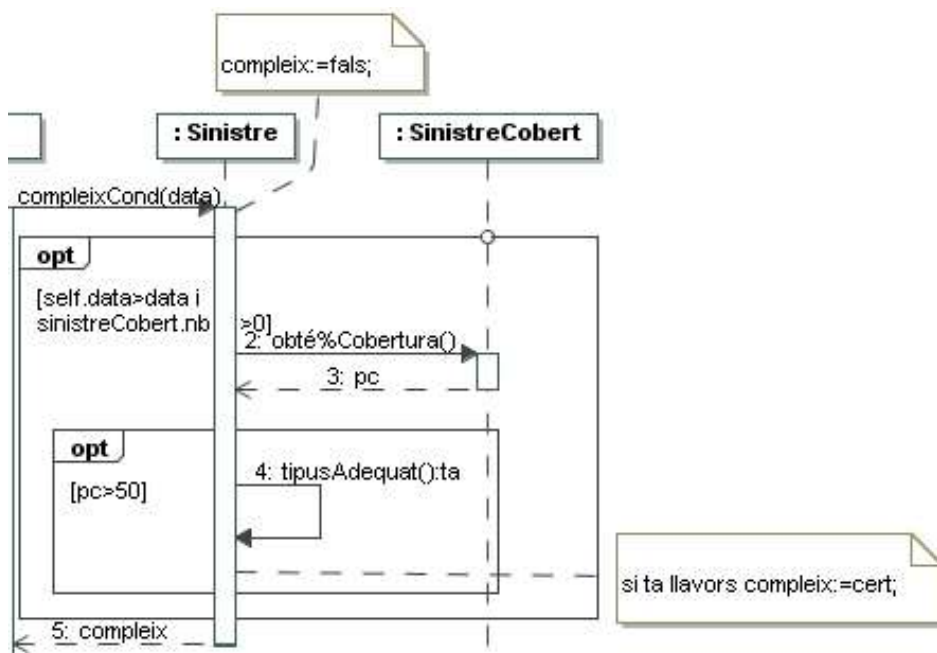 compleix:=fals;
: Sinistre
: SinistreCobert
compleixCond(data)
opt
[self.data>data i
sinistreCobert.nb >0]
2: obté%Cobertura()
3: pc
opt
4: tipusAdequat():ta
[pc>50]
si ta llavors compleix:=cert;
5: compleix